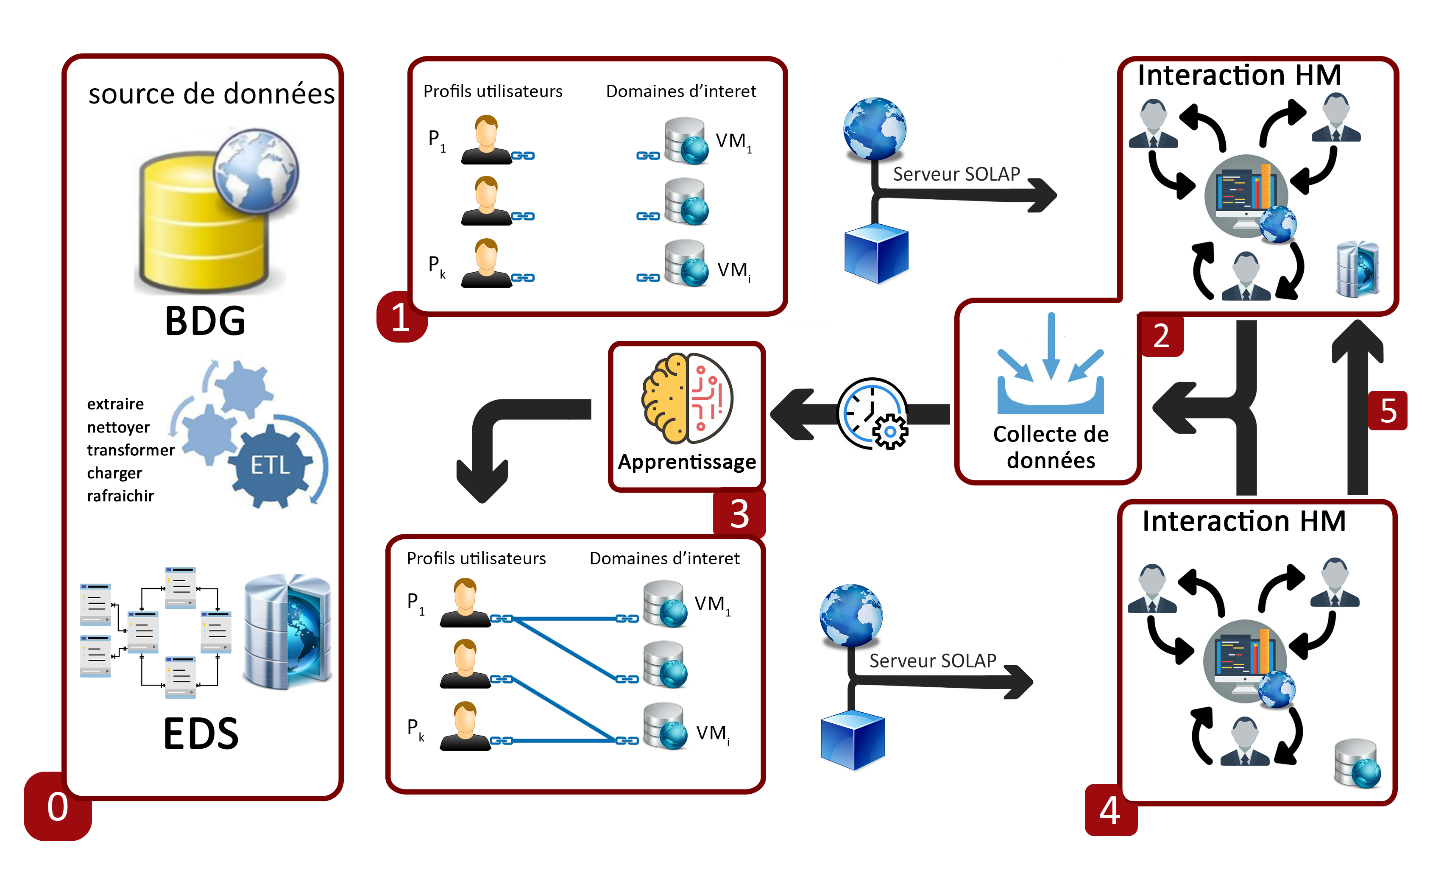 source de données
BDG
extraire
nettoyer
transformer
charger
rafraichir
ETL
EDS
0
Profils utilisateurs
Domaines d'interet
P1
VM1
Pk
VMi
1
Serveur SOLAP
Interaction HM
2
Collecte de
données
Apprentissage
3
Profils utilisateurs
Domaines d'interet
P1
VM1
Pk
VMi
Serveur SOLAP
5
Interaction HM
4